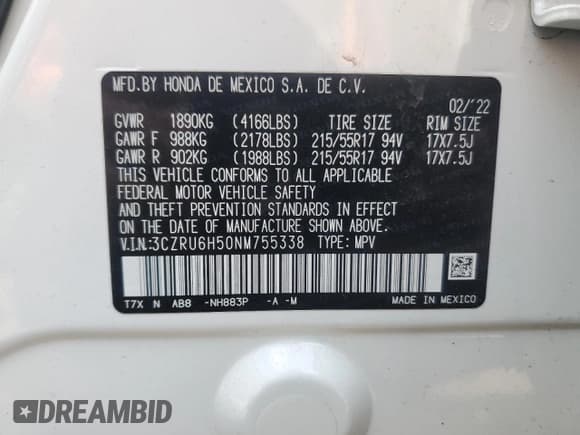 MFD.BY HONDA DE MEXICO S.A. DE C.V.
02/'22
GVWR 1890KG (4166LBS) TIRE SIZE RIM SIZE
GAWR F 988KG (2178LBS) 215/55R17 94V 17X7.5J
GAWR R 902KG (1988LBS) 215/55R17 94V 17X7.5J
THIS VEHICLE CONFORMS TO ALL APPLICABLE
FEDERAL MOTOR VEHICLE SAFETY
AND THEFT PREVENTION STANDARDS IN EFFECT
ON THE DATE OF MANUFACTURE SHOWN ABOVE.
V.I.N.:3CZRU6H50NM755338 TYPE: MPV
T7X N AB8 -NH883P -A -M MADE IN MEXICO
DREAMBID